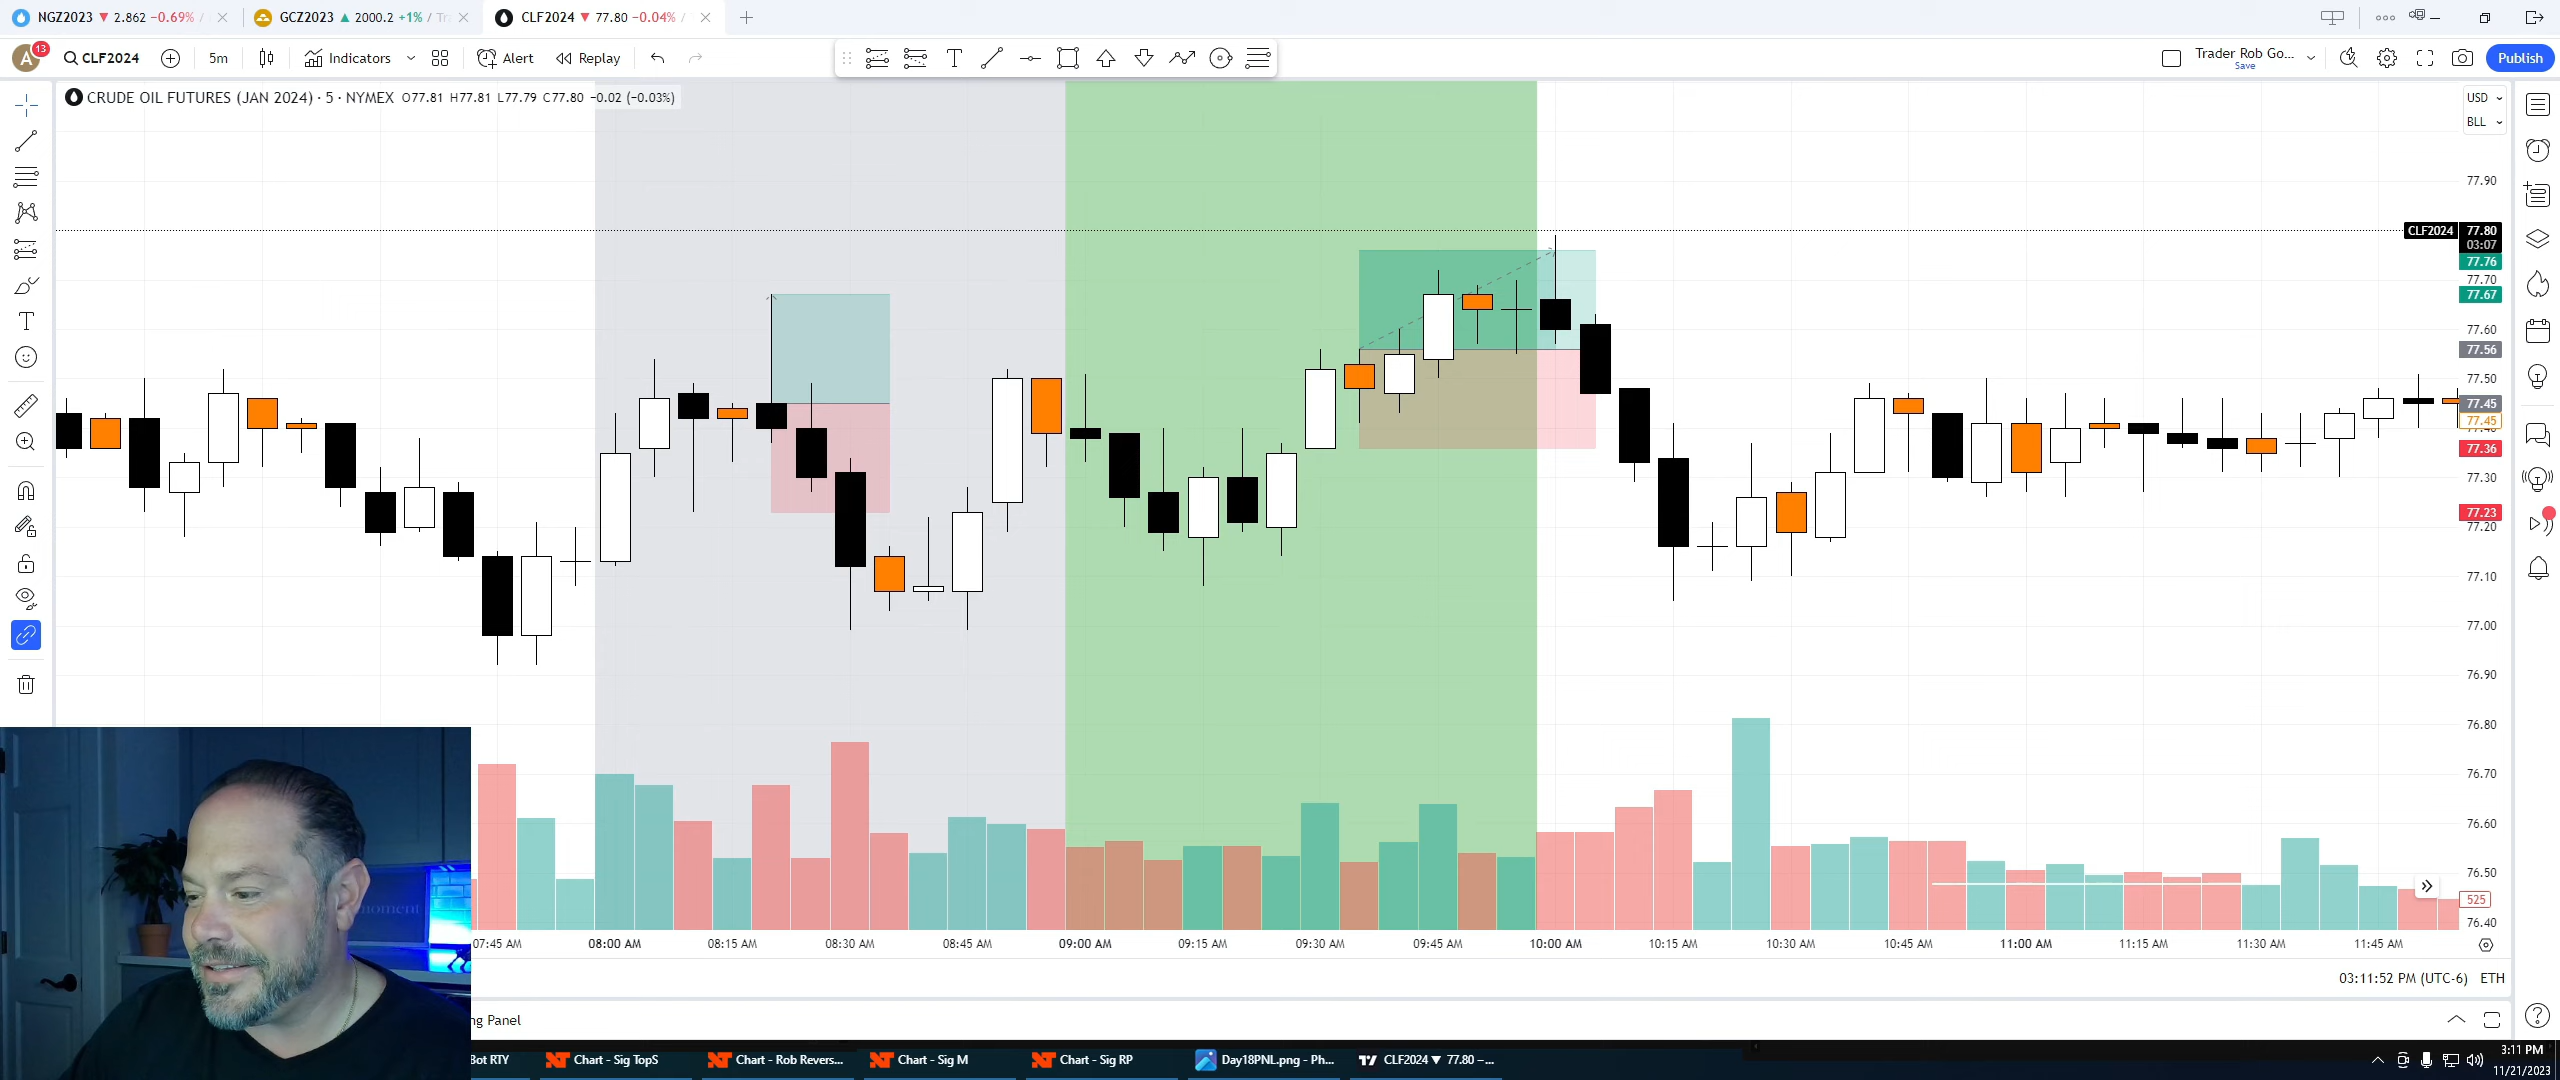 NGZ2023 ▼ 2.862 −0.69% /
GCZ2023 ▲ 2000.2 +1% / Tr
CLF2024 ▼ 77.80 −0.04% /
A 13 CLF2024 5m Indicators Alert Replay
Trader Rob Go...
Save
Publish
CRUDE OIL FUTURES (JAN 2024) · 5 · NYMEX O77.81 H77.81 L77.79 C77.80 −0.02 (−0.03%)
USD
BLL
77.90
CLF2024 77.80
03:07
77.76
77.70
77.67
77.60
77.56
77.50
77.45
77.45
77.40
77.36
77.30
77.23
77.20
77.10
77.00
76.90
76.80
76.70
76.60
76.50
525
76.40
07:45 AM 08:00 AM 08:15 AM 08:30 AM 08:45 AM 09:00 AM 09:15 AM 09:30 AM 09:45 AM 10:00 AM 10:15 AM 10:30 AM 10:45 AM 11:00 AM 11:15 AM 11:30 AM 11:45 AM
03:11:52 PM (UTC-6) ETH
ng Panel
Bot RTY
Chart - Sig TopS
Chart - Rob Revers...
Chart - Sig M
Chart - Sig RP
Day18PNL.png - Ph...
CLF2024 ▼ 77.80 −...
3:11 PM
11/21/2023